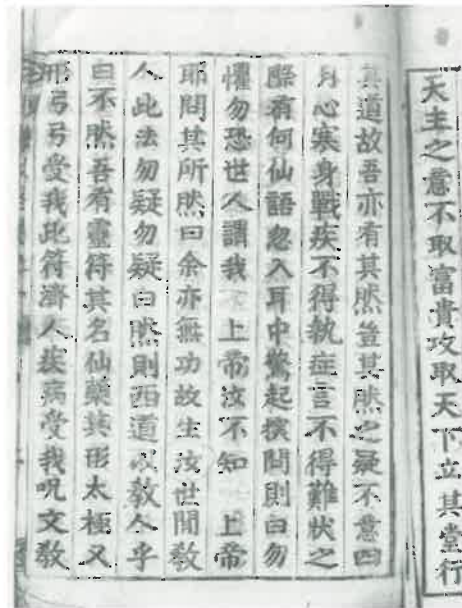 天主之意不取富貴攻取天下立其堂行
其道故吾亦有其然豈其然之疑不意四
月心寒身戰疾不得執症言不得難狀之
際有何仙語忽入耳中驚起探問則曰勿
懼勿恐世人謂我 上帝汝不知 上帝
耶問其所然曰余亦無功故生汝世間教
人此法勿疑勿疑曰然則西道以教人乎
曰不然吾有靈符其名仙藥其形太極又
形弓弓受我此符濟人疾病受我呪文教